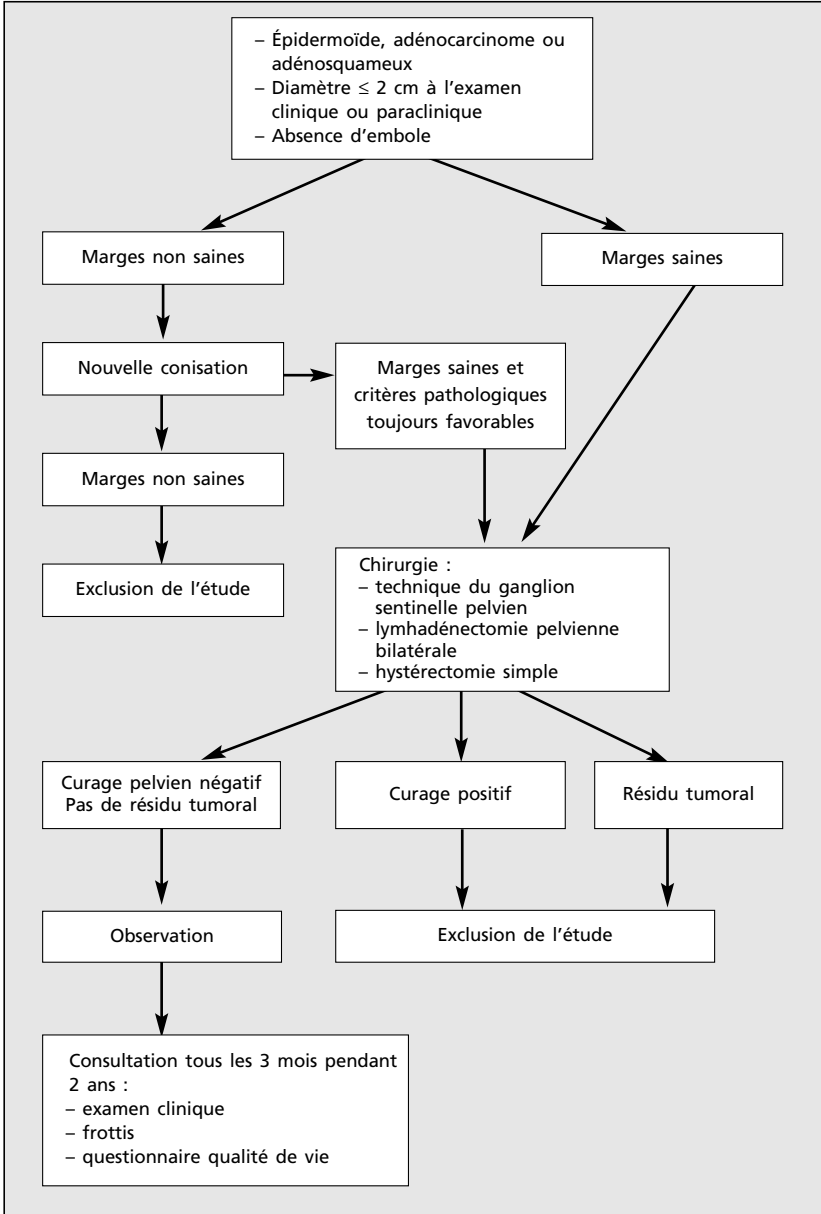 – Épidermoïde, adénocarcinome ou
adénosquameux
– Diamètre ≤ 2 cm à l’examen
clinique ou paraclinique
– Absence d’embole
Marges non saines
Marges saines
Nouvelle conisation
Marges saines et
critères pathologiques
toujours favorables
Marges non saines
Exclusion de l’étude
Chirurgie :
– technique du ganglion
sentinelle pelvien
– lymhadénectomie pelvienne
bilatérale
– hystérectomie simple
Curage pelvien négatif
Pas de résidu tumoral
Curage positif
Résidu tumoral
Observation
Exclusion de l’étude
Consultation tous les 3 mois pendant
2 ans :
– examen clinique
– frottis
– questionnaire qualité de vie